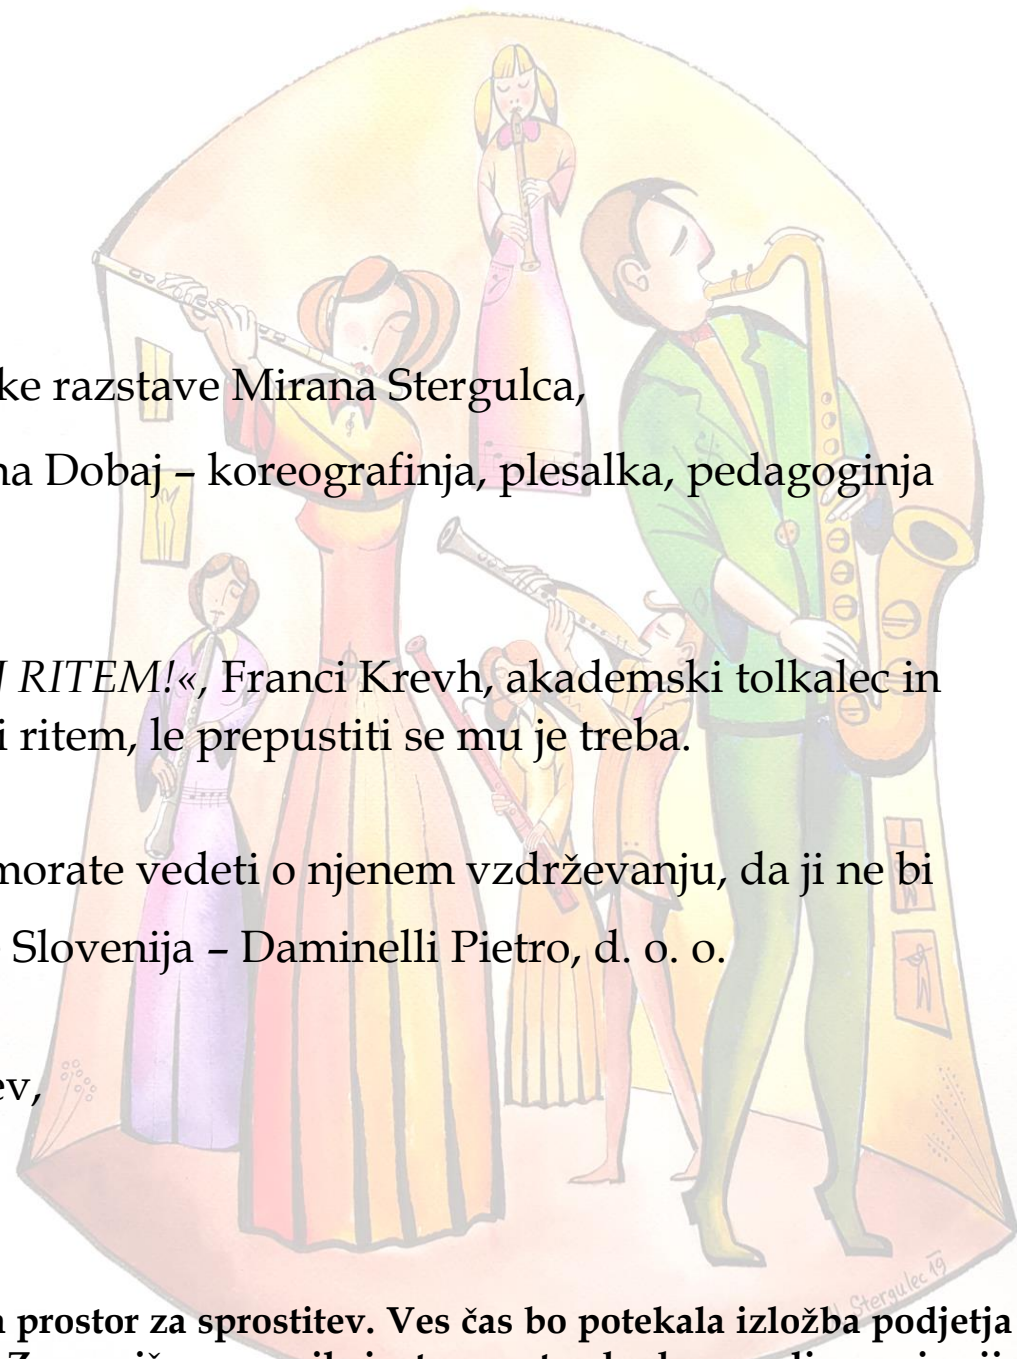 ke razstave Mirana Stergulca,
na Dobaj – koreografinja, plesalka, pedagoginja
RITEM!«, Franci Krevh, akademski tolkalec in
i ritem, le prepustiti se mu je treba.
morate vedeti o njenem vzdrževanju, da ji ne bi
Slovenija – Daminelli Pietro, d. o. o.
ev,
Stergulec 19
prostor za sprostitev. Ves čas bo potekala izložba podjetja